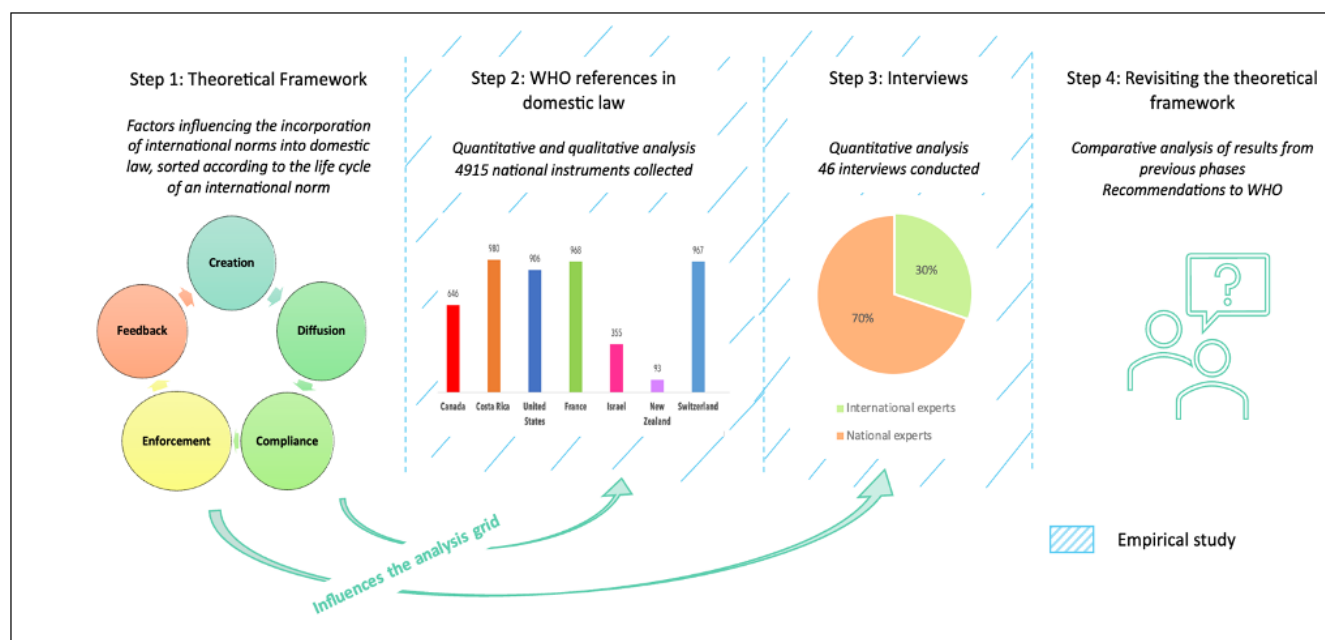 Step 1: Theoretical Framework
Factors influencing the incorporation
of international norms into domestic
law, sorted according to the life cycle
of an international norm
Creation
Diffusion
Compliance
Enforcement
Feedback
Step 2: WHO references in
domestic law
Quantitative and qualitative analysis
4915 national instruments collected
646
980
906
968
355
93
967
Canada
Costa Rica
United
States
France
Israel
New
Zealand
Switzerland
Step 3: Interviews
Quantitative analysis
46 interviews conducted
30%
70%
International experts
National experts
Step 4: Revisiting the theoretical
framework
Comparative analysis of results from
previous phases
Recommendations to WHO
?
Influences the analysis grid
Empirical study